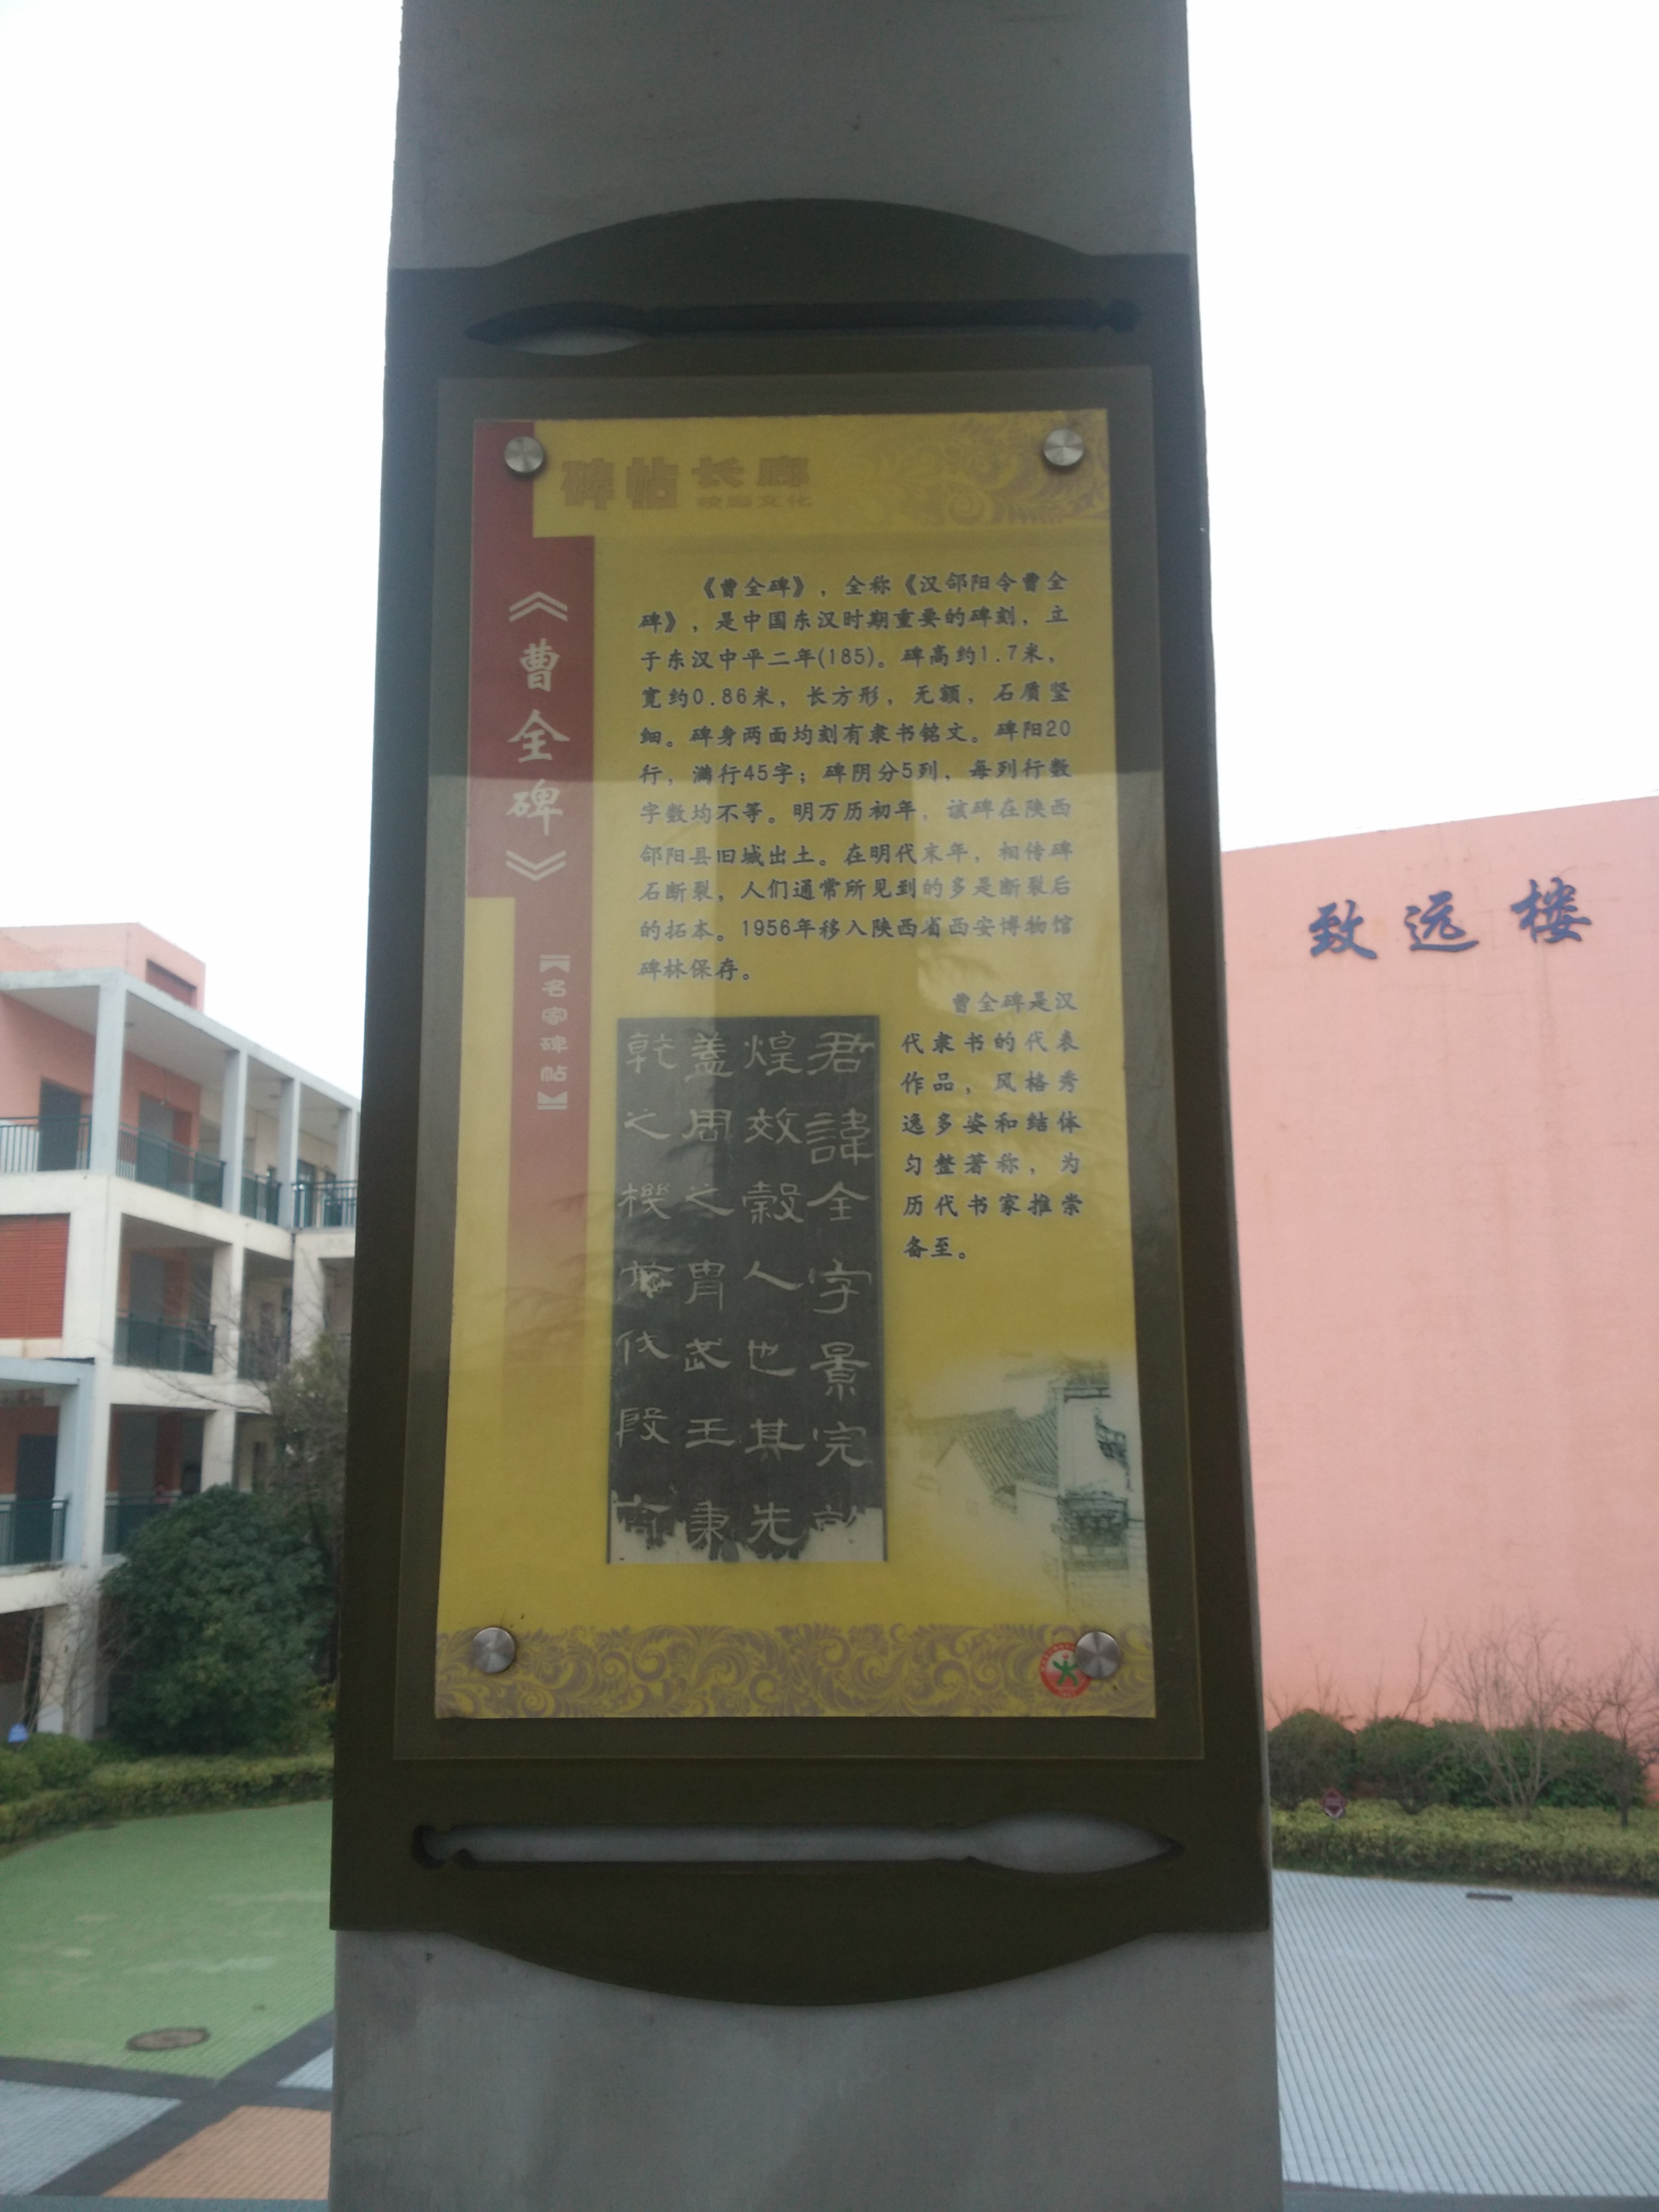 碑帖长廊
校园文化
《曹全碑》
【名家碑帖】
《曹全碑》，全称《汉郃阳令曹全
碑》，是中国东汉时期重要的碑刻，立
于东汉中平二年(185)。碑高约1.7米，
宽约0.86米，长方形，无额，石质坚
细。碑身两面均刻有隶书铭文。碑阳20
行，满行45字；碑阴分5列，每列行数
字数均不等。明万历初年，该碑在陕西
郃阳县旧城出土。在明代末年，相传碑
石断裂，人们通常所见到的多是断裂后
的拓本。1956年移入陕西省西安博物馆
碑林保存。
曹全碑是汉
代隶书的代表
作品，风格秀
逸多姿和结体
匀整著称，为
历代书家推崇
备至。
君諱全字景完
煌效穀人也其先
蓋周之胄武王秉
乾之機
伐殷
致远楼